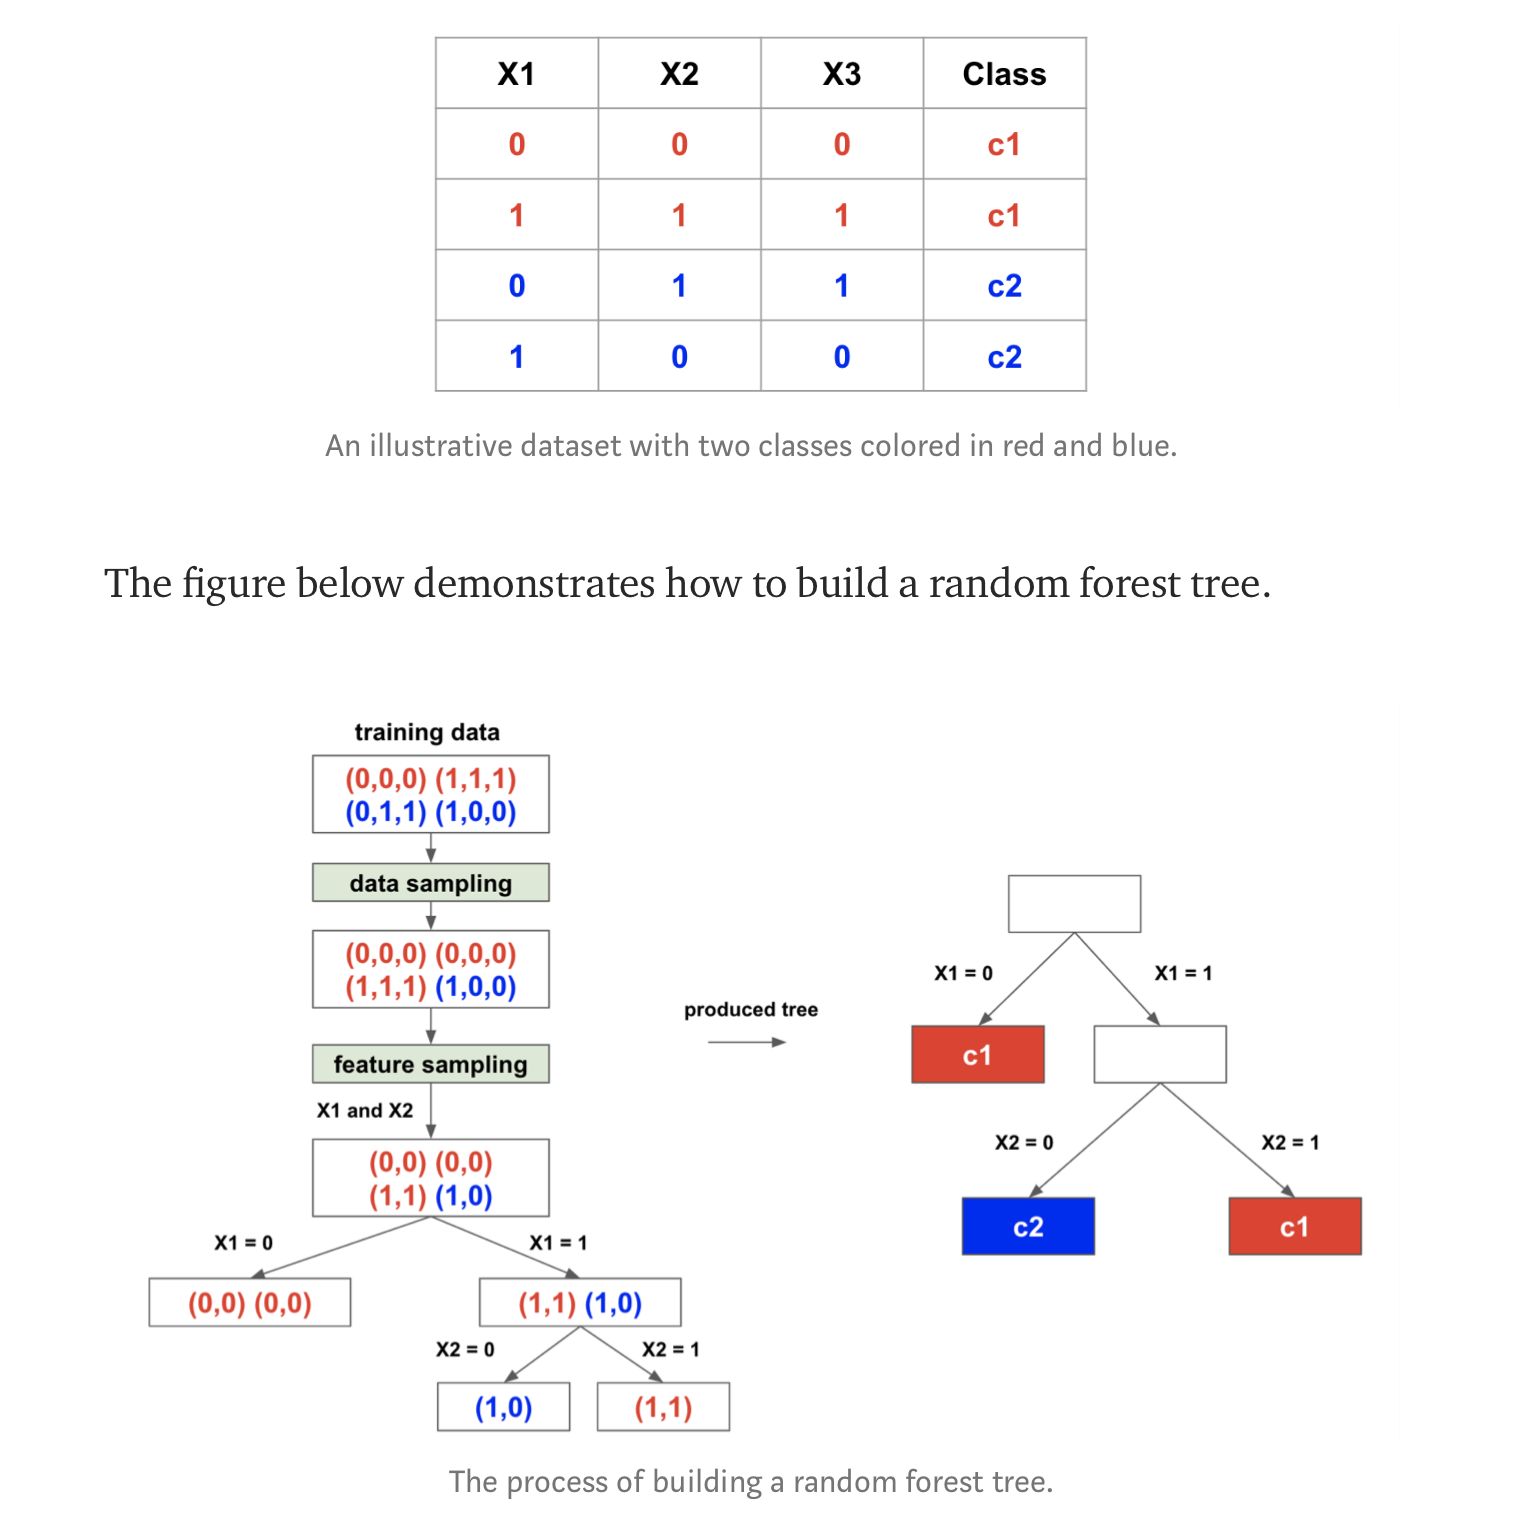 X1 X2 X3 Class
0 0 0 c1
1 1 1 c1
0 1 1 c2
1 0 0 c2
An illustrative dataset with two classes colored in red and blue.
The figure below demonstrates how to build a random forest tree.
training data
(0,0,0) (1,1,1)
(0,1,1) (1,0,0)
data sampling
(0,0,0) (0,0,0)
(1,1,1) (1,0,0)
feature sampling
X1 and X2
(0,0) (0,0)
(1,1) (1,0)
X1 = 0
X1 = 1
(0,0) (0,0)
(1,1) (1,0)
X2 = 0
X2 = 1
(1,0)
(1,1)
produced tree
X1 = 0
X1 = 1
c1
X2 = 0
X2 = 1
c2
c1
The process of building a random forest tree.